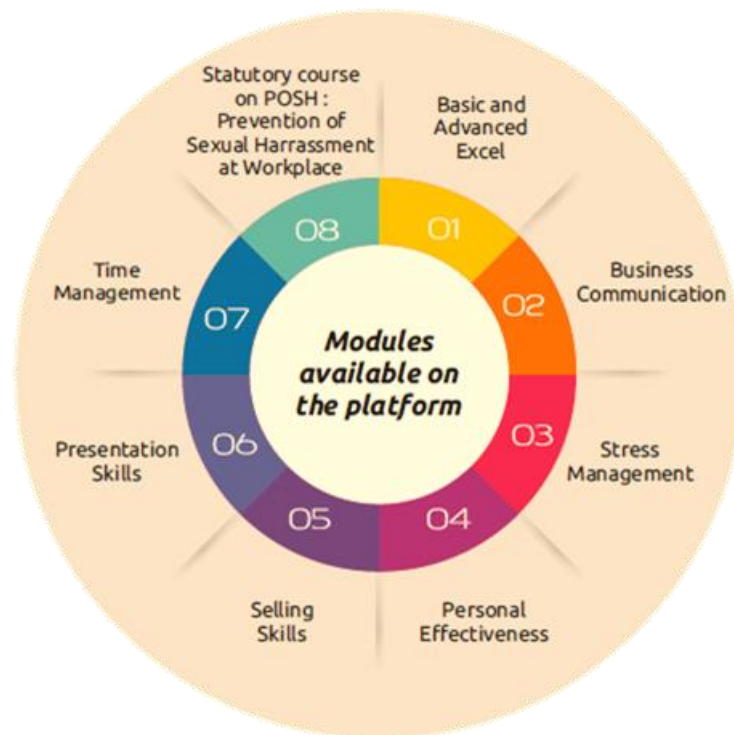 Modules
available on
the platform
01
Basic and
Advanced
Excel
02
Business
Communication
03
Stress
Management
04
Personal
Effectiveness
05
Selling
Skills
06
Presentation
Skills
07
Time
Management
08
Statutory course
on POSH :
Prevention of
Sexual Harrassment
at Workplace